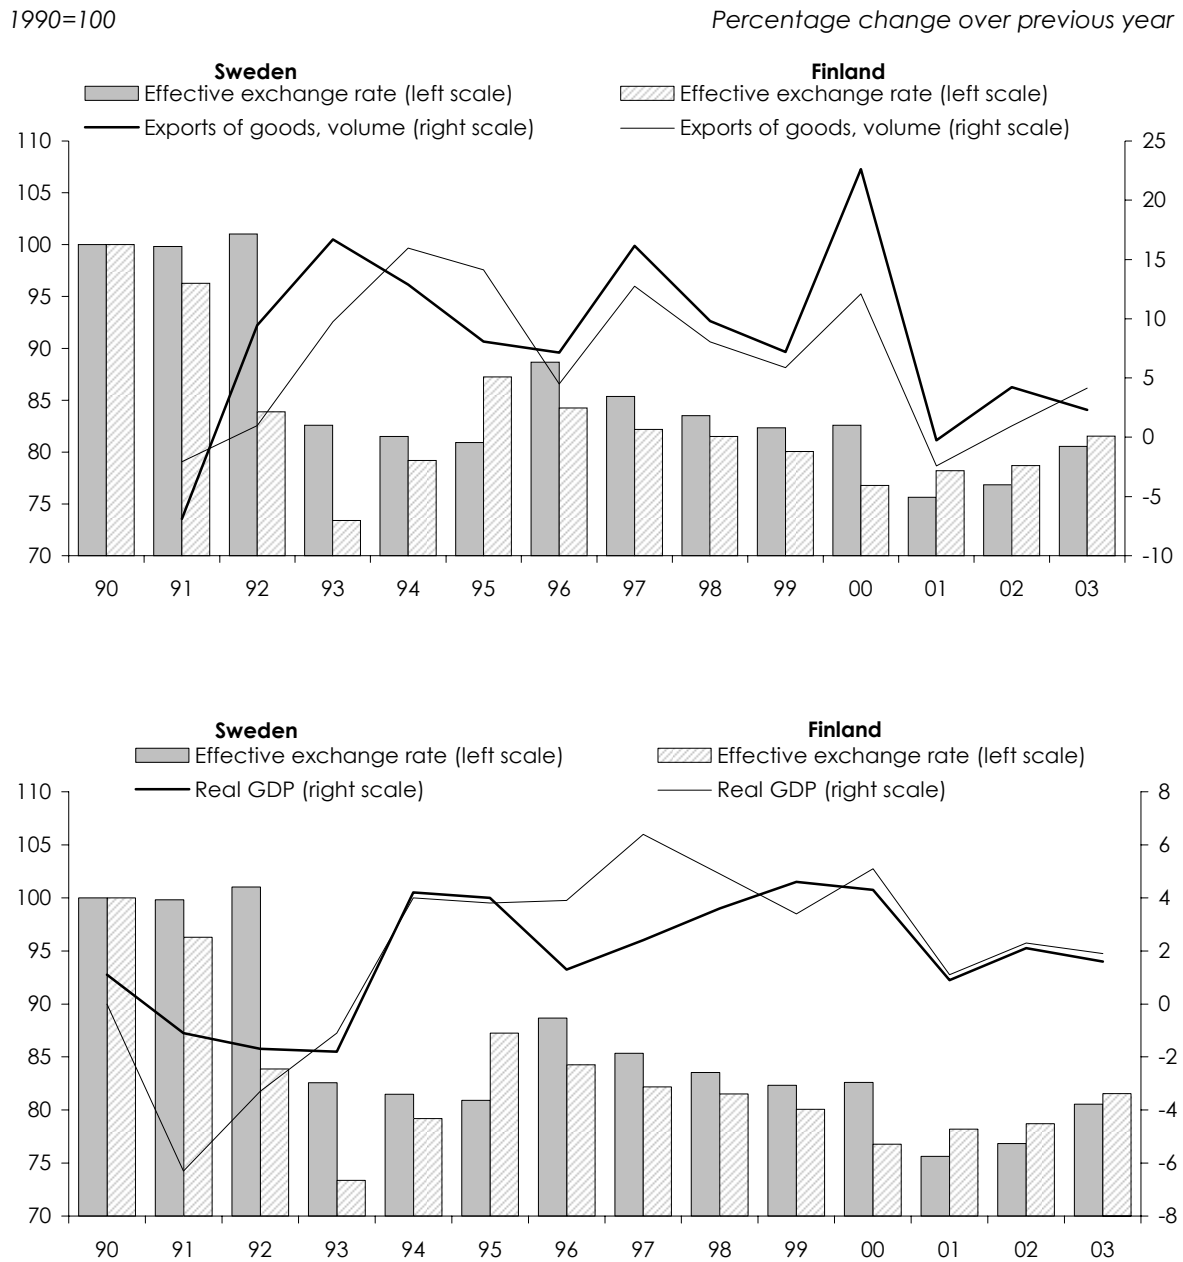 1990=100 Percentage change over previous year
Sweden Finland
Effective exchange rate (left scale) Effective exchange rate (left scale)
Exports of goods, volume (right scale) Exports of goods, volume (right scale)
110 25
105 20
100 15
95 10
90 5
85 0
80 -5
75 -10
70
90 91 92 93 94 95 96 97 98 99 00 01 02 03
Sweden Finland
Effective exchange rate (left scale) Effective exchange rate (left scale)
Real GDP (right scale) Real GDP (right scale)
110 8
105 6
100 4
95 2
90 0
85 -2
80 -4
75 -6
70 -8
90 91 92 93 94 95 96 97 98 99 00 01 02 03